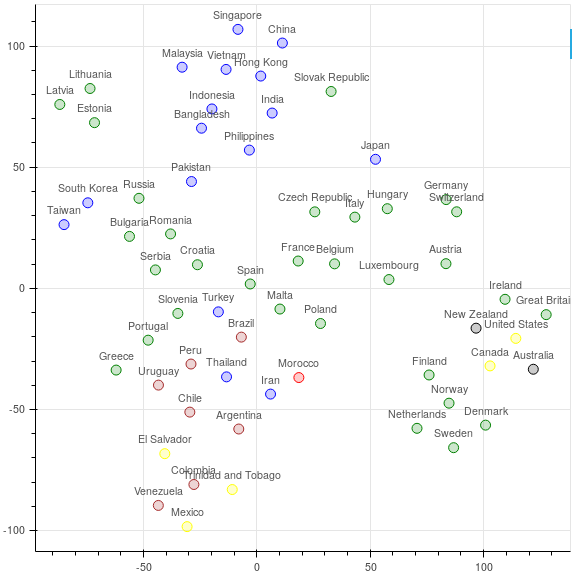 Singapore
China
100
Malaysia
Vietnam
Hong Kong
Lithuania
Slovak Republic
Latvia
Indonesia
Estonia
India
Bangladesh
Philippines
Japan
50
Pakistan
Russia
South Korea
Germany
Hungary
Czech Republic
Switzerland
Italy
Taiwan
Bulgaria
Romania
Serbia
Croatia
France
Belgium
Austria
Spain
Luxembourg
0
Ireland
Slovenia
Turkey
Malta
Great Britai
Poland
New Zealand
Portugal
Brazil
United States
Greece
Peru
Uruguay
Thailand
Morocco
Finland
Canada
Australia
Iran
Chile
Norway
-50
Argentina
Netherlands
Denmark
El Salvador
Sweden
Colombia
Trinidad and Tobago
Venezuela
Mexico
-100
-50
0
50
100